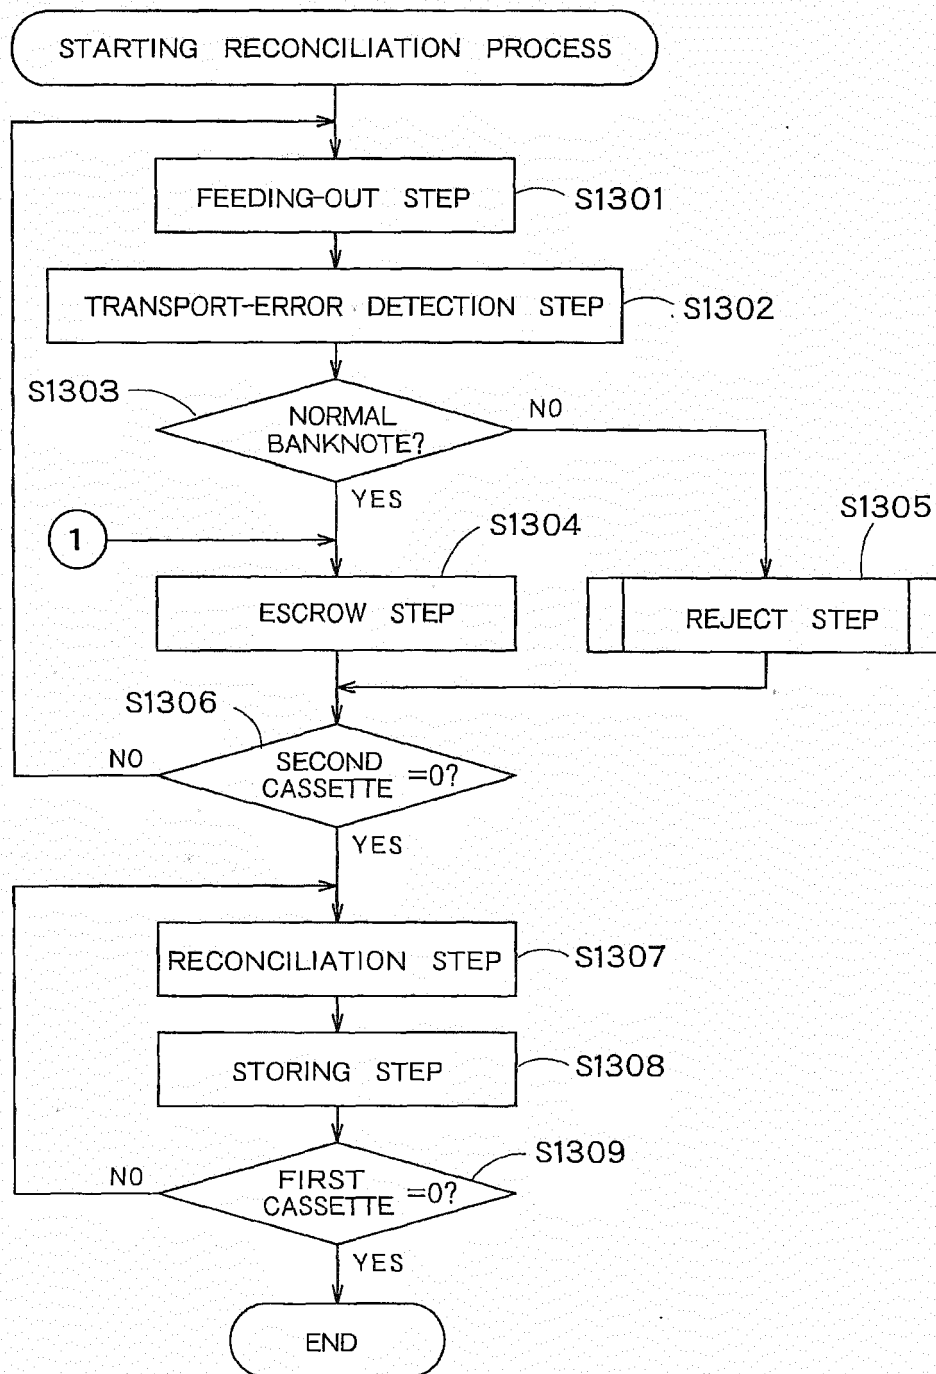 STARTING RECONCILIATION PROCESS
FEEDING-OUT STEP
S1301
TRANSPORT-ERROR DETECTION STEP
S1302
S1303
NORMAL
BANKNOTE?
NO
YES
1
S1304
S1305
ESCROW STEP
REJECT STEP
S1306
NO
SECOND
CASSETTE =0?
YES
RECONCILIATION STEP
S1307
STORING STEP
S1308
S1309
NO
FIRST
CASSETTE =0?
YES
END